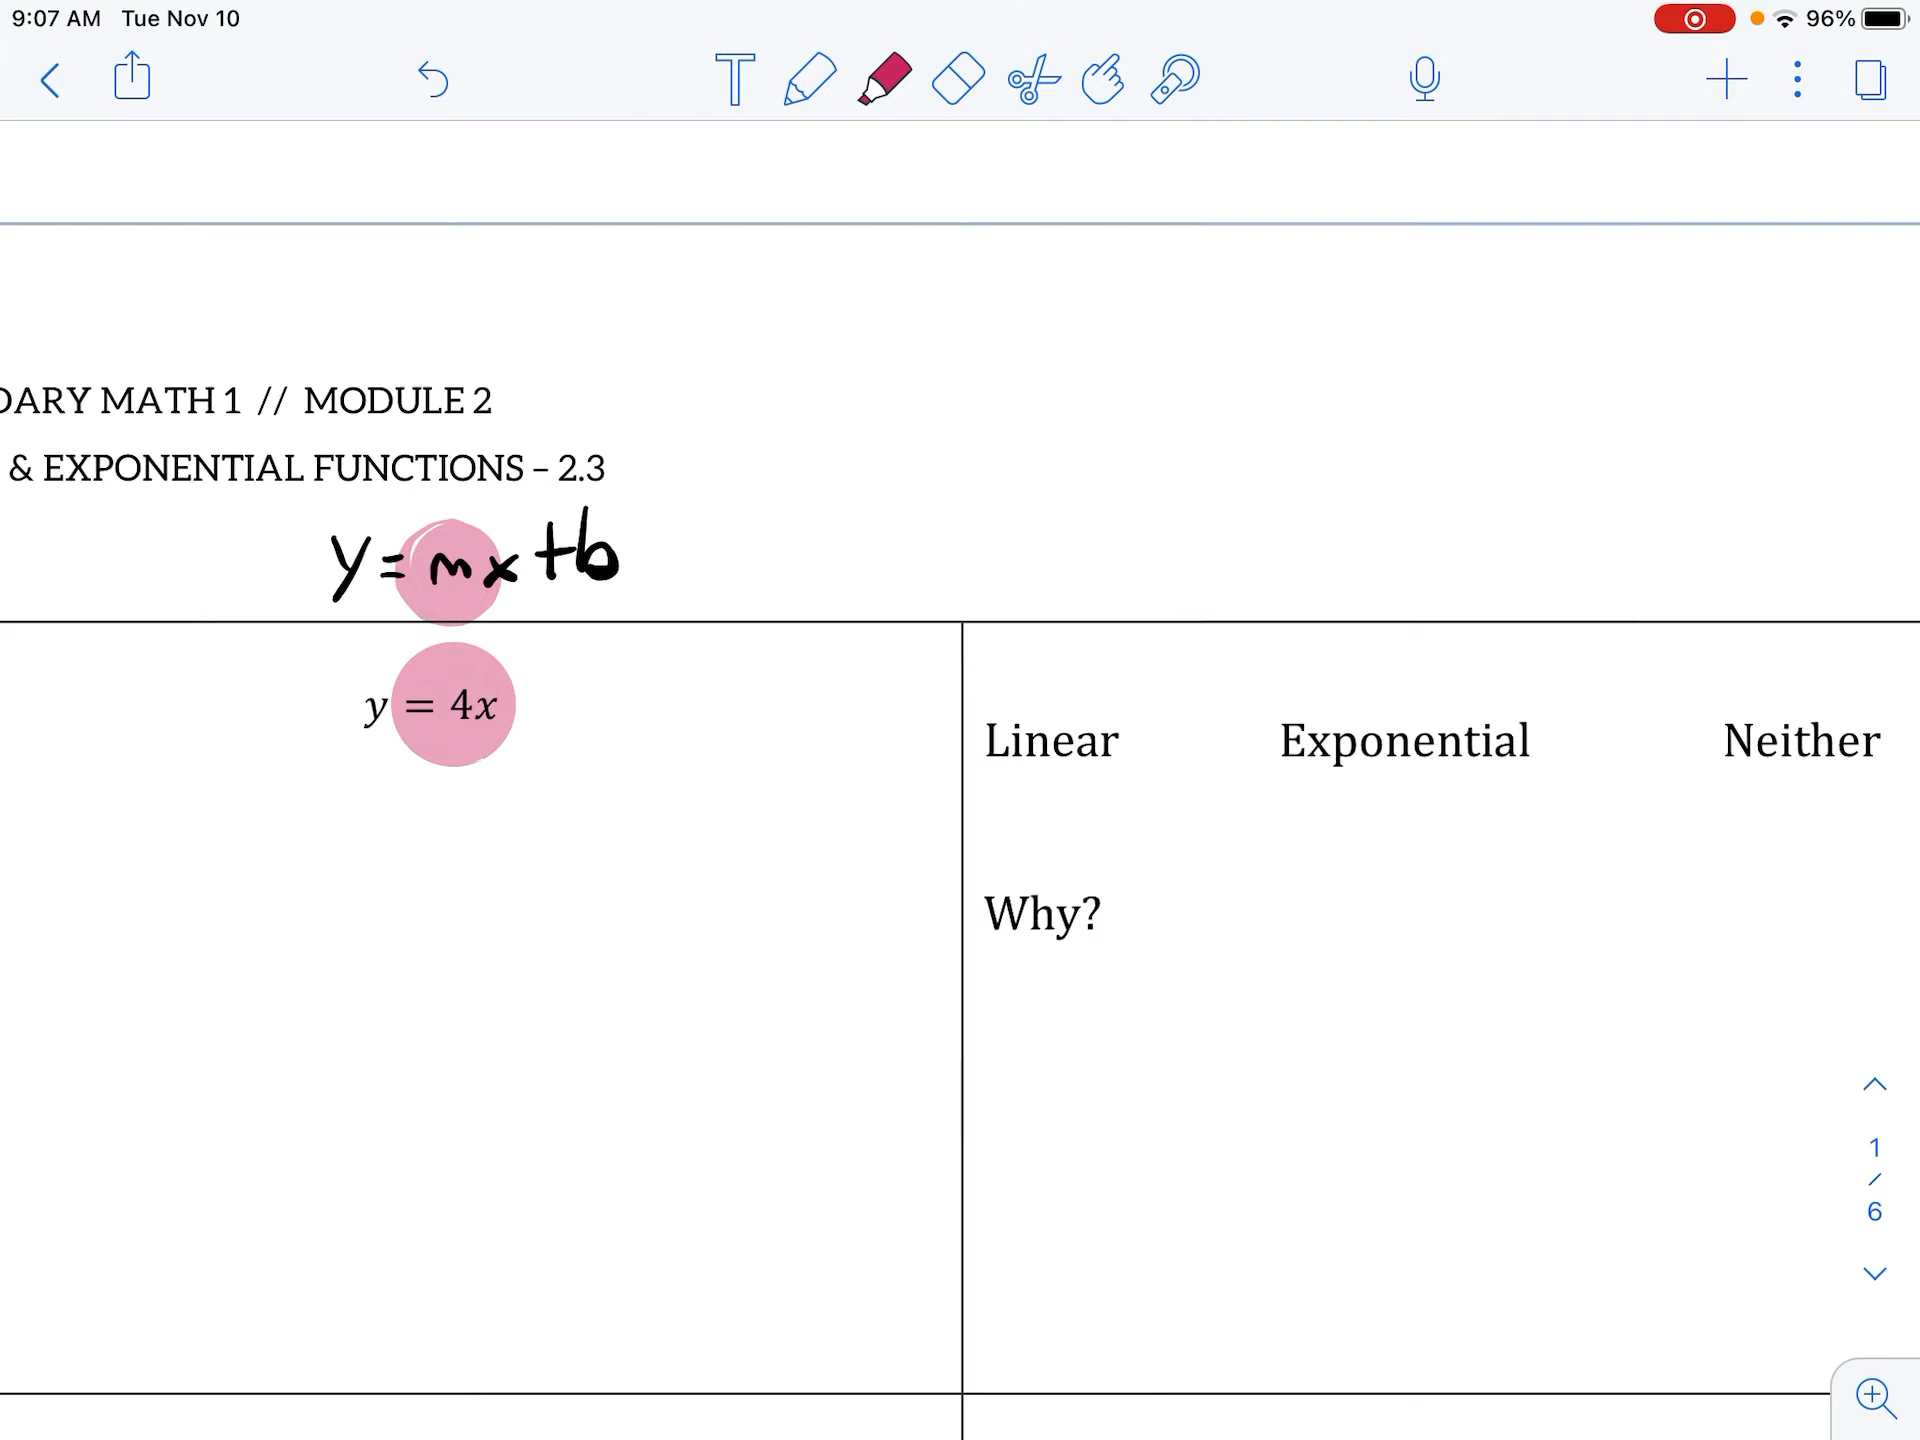 9:07 AM Tue Nov 10
96%
DARY MATH 1 // MODULE 2
& EXPONENTIAL FUNCTIONS – 2.3
y = mx + b
y = 4x
Linear Exponential Neither
Why?
1
/
6